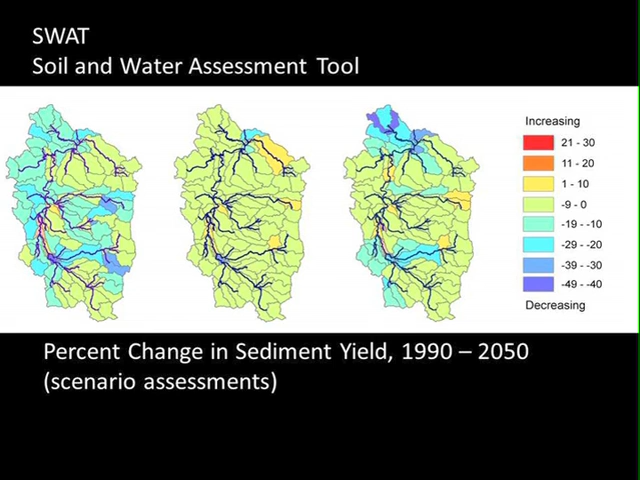 SWAT
Soil and Water Assessment Tool
Increasing
21 - 30
11 - 20
1 - 10
-9 - 0
-19 - -10
-29 - -20
-39 - -30
-49 - -40
Decreasing
Percent Change in Sediment Yield, 1990 – 2050
(scenario assessments)